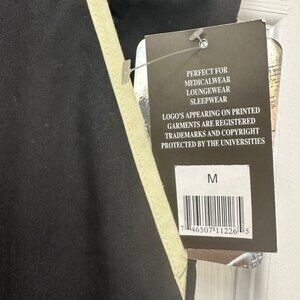 PERFECT FOR
MEDICALWEAR
LOUNGEWEAR
SLEEPWEAR
LOGO'S APPEARING ON PRINTED
GARMENTS ARE REGISTERED
TRADEMARKS AND COPYRIGHT
PROTECTED BY THE UNIVERSITIES
M
7 46507 11226 5